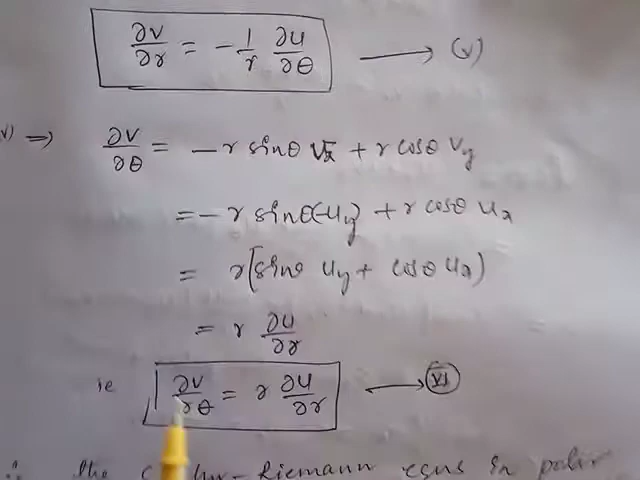 ∂v/∂r = - 1/r ∂u/∂θ → (v)
v) ⇒ ∂v/∂θ = - r sinθ vx + r cosθ vy
= - r sinθ(-uy) + r cosθ ux
= r[sinθ uy + cosθ ux)
= r ∂u/∂r
ie ∂v/∂θ = r ∂u/∂r → (vi)
∴ the Riemann eqns in polar